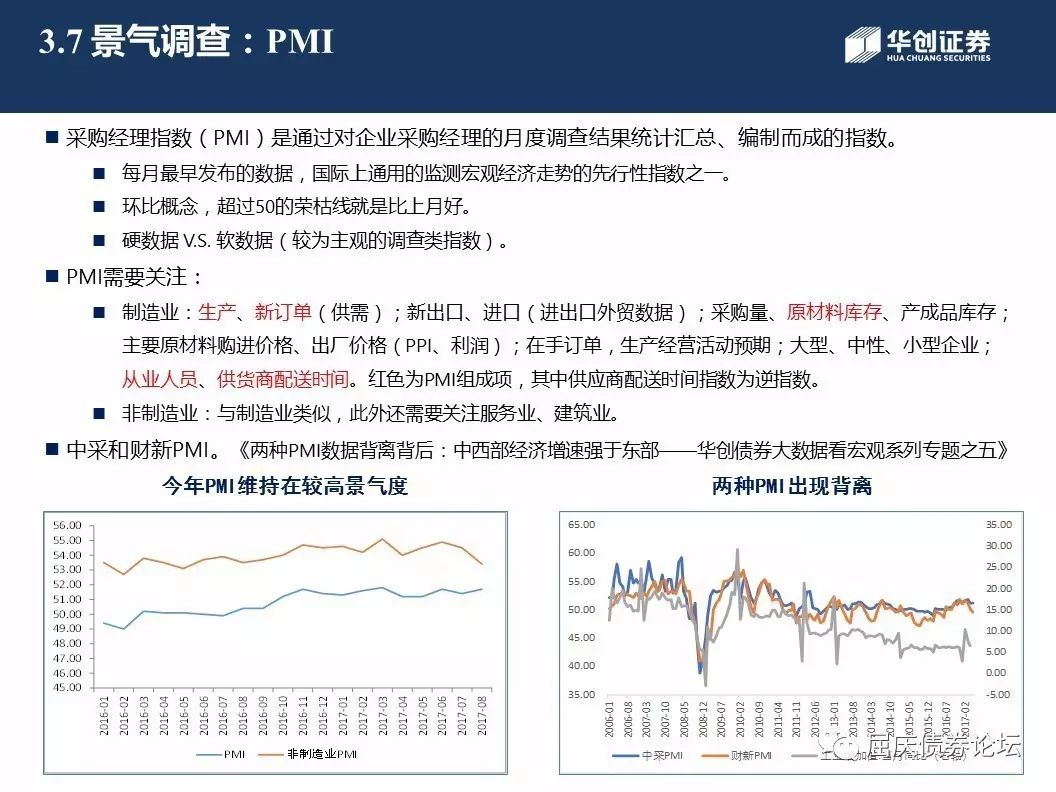 3.7 景气调查：PMI
华创证券
HUA CHUANG SECURITIES
■ 采购经理指数（PMI）是通过对企业采购经理的月度调查结果统计汇总、编制而成的指数。
■ 每月最早发布的数据，国际上通用的监测宏观经济走势的先行性指数之一。
■ 环比概念，超过50的荣枯线就是比上月好。
■ 硬数据 V.S. 软数据（较为主观的调查类指数）。
■ PMI需要关注：
■ 制造业：生产、新订单（供需）；新出口、进口（进出口外贸数据）；采购量、原材料库存、产成品库存；
主要原材料购进价格、出厂价格（PPI、利润）；在手订单，生产经营活动预期；大型、中性、小型企业；
从业人员、供货商配送时间。红色为PMI组成项，其中供应商配送时间指数为逆指数。
■ 非制造业：与制造业类似，此外还需要关注服务业、建筑业。
■ 中采和财新PMI。《两种PMI数据背离背后：中西部经济增速强于东部——华创债券大数据看宏观系列专题之五》
今年PMI维持在较高景气度
56.00
55.00
54.00
53.00
52.00
51.00
50.00
49.00
48.00
47.00
46.00
45.00
2016-01 2016-02 2016-03 2016-04 2016-05 2016-06 2016-07 2016-08 2016-09 2016-10 2016-11 2016-12 2017-01 2017-02 2017-03 2017-04 2017-05 2017-06 2017-07 2017-08
PMI 非制造业PMI
两种PMI出现背离
65.00
60.00
55.00
50.00
45.00
40.00
35.00
35.00
30.00
25.00
20.00
15.00
10.00
5.00
0.00
-5.00
2006-01 2006-08 2007-03 2007-10 2008-05 2008-12 2009-07 2010-02 2010-09 2011-04 2011-11 2012-06 2013-01 2013-08 2014-03 2014-10 2015-05 2015-12 2016-07 2017-02
中采PMI 财新PMI
屈庆债券论坛